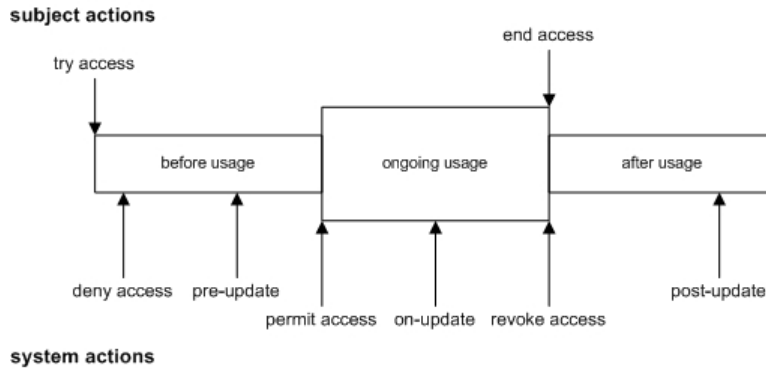 subject actions
end access
try access
before usage
ongoing usage
after usage
deny access
pre-update
post-update
permit access
on-update
revoke access
system actions